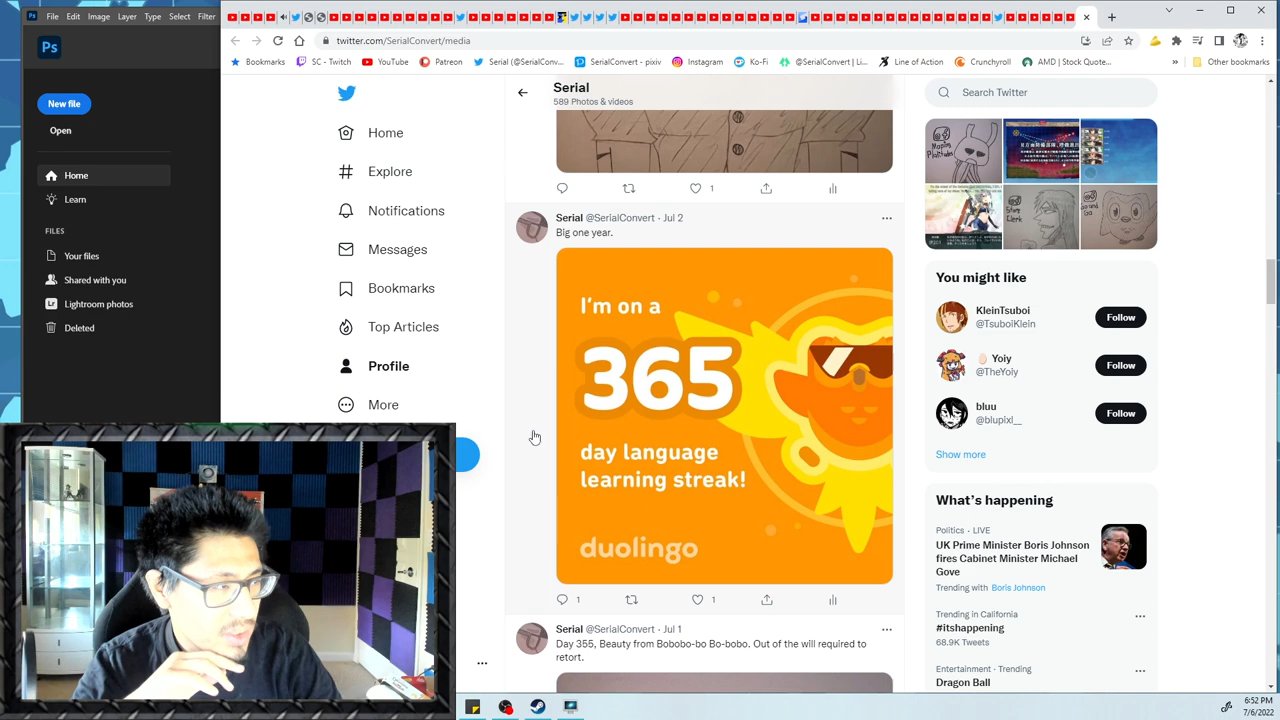 Ps File Edit Image Layer Type Select Filter
Ps
New file
Open
Home
Learn
FILES
Your files
Shared with you
Lr Lightroom photos
Deleted
twitter.com/SerialConvert/media
Bookmarks SC - Twitch YouTube Patreon Serial (@SerialConv... SerialConvert - pixiv Instagram Ko-Fi @SerialConvert | Li... Line of Action Crunchyroll AMD | Stock Quote... » Other bookmarks
Home
Explore
Notifications
Messages
Bookmarks
Top Articles
Profile
More
Serial
589 Photos & videos
1
Serial @SerialConvert · Jul 2
Big one year.
I'm on a
365
day language
learning streak!
duolingo
1 1
Serial @SerialConvert · Jul 1
Day 355, Beauty from Bobobo-bo Bo-bobo. Out of the will required to
retort.
Search Twitter
You might like
KleinTsuboi
@TsuboiKlein
Follow
Yoiy
@TheYoiy
Follow
bluu
@blupixl__
Follow
Show more
What's happening
Politics · LIVE
UK Prime Minister Boris Johnson
fires Cabinet Minister Michael
Gove
Trending with Boris Johnson
Trending in California
#itshappening
68.9K Tweets
Entertainment · Trending
Dragon Ball
6:52 PM
7/6/2022